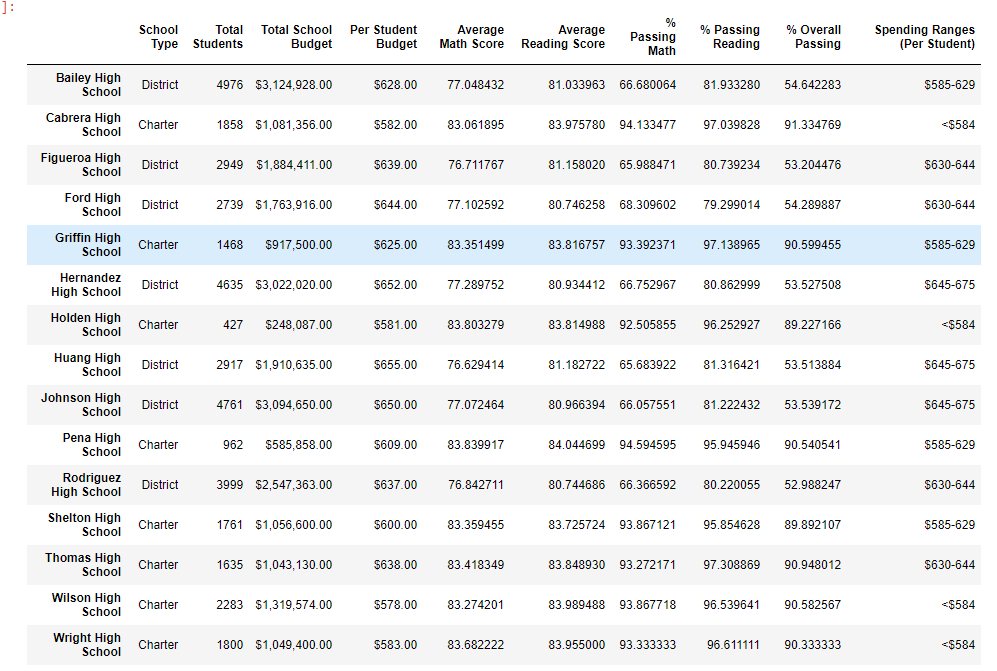 ]:
School Type Total Students Total School Budget Per Student Budget Average Math Score Average Reading Score % Passing Math % Passing Reading % Overall Passing Spending Ranges (Per Student)
Bailey High School District 4976 $3,124,928.00 $628.00 77.048432 81.033963 66.680064 81.933280 54.642283 $585-629
Cabrera High School Charter 1858 $1,081,356.00 $582.00 83.061895 83.975780 94.133477 97.039828 91.334769 <$584
Figueroa High School District 2949 $1,884,411.00 $639.00 76.711767 81.158020 65.988471 80.739234 53.204476 $630-644
Ford High School District 2739 $1,763,916.00 $644.00 77.102592 80.746258 68.309602 79.299014 54.289887 $630-644
Griffin High School Charter 1468 $917,500.00 $625.00 83.351499 83.816757 93.392371 97.138965 90.599455 $585-629
Hernandez High School District 4635 $3,022,020.00 $652.00 77.289752 80.934412 66.752967 80.862999 53.527508 $645-675
Holden High School Charter 427 $248,087.00 $581.00 83.803279 83.814988 92.505855 96.252927 89.227166 <$584
Huang High School District 2917 $1,910,635.00 $655.00 76.629414 81.182722 65.683922 81.316421 53.513884 $645-675
Johnson High School District 4761 $3,094,650.00 $650.00 77.072464 80.966394 66.057551 81.222432 53.539172 $645-675
Pena High School Charter 962 $585,858.00 $609.00 83.839917 84.044699 94.594595 95.945946 90.540541 $585-629
Rodriguez High School District 3999 $2,547,363.00 $637.00 76.842711 80.744686 66.366592 80.220055 52.988247 $630-644
Shelton High School Charter 1761 $1,056,600.00 $600.00 83.359455 83.725724 93.867121 95.854628 89.892107 $585-629
Thomas High School Charter 1635 $1,043,130.00 $638.00 83.418349 83.848930 93.272171 97.308869 90.948012 $630-644
Wilson High School Charter 2283 $1,319,574.00 $578.00 83.274201 83.989488 93.867718 96.539641 90.582567 <$584
Wright High School Charter 1800 $1,049,400.00 $583.00 83.682222 83.955000 93.333333 96.611111 90.333333 <$584